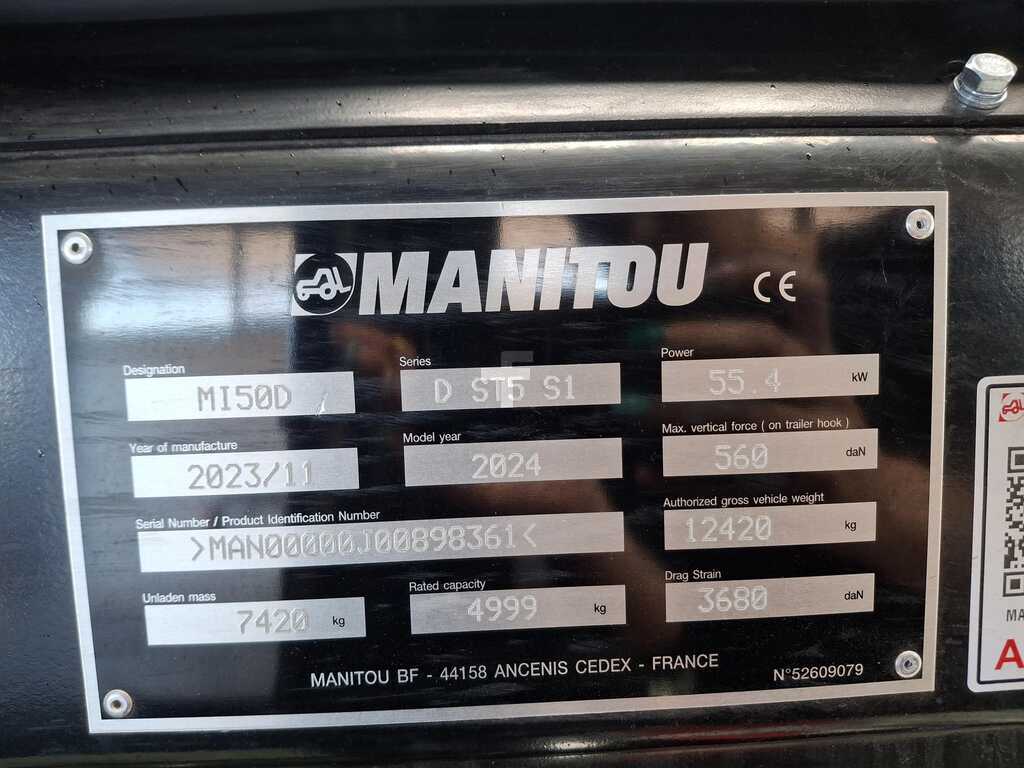 MANITOU CE
Designation Series Power
MI50D D ST5 S1 55.4 kW
Year of manufacture Model year Max. vertical force ( on trailer hook )
2023/11 2024 560 daN
Serial Number / Product Identification Number Authorized gross vehicle weight
>MAN00000J00898361< 12420 kg
Unladen mass Rated capacity Drag Strain
7420 kg 4999 kg 3680 daN
MANITOU BF - 44158 ANCENIS CEDEX - FRANCE N°52609079